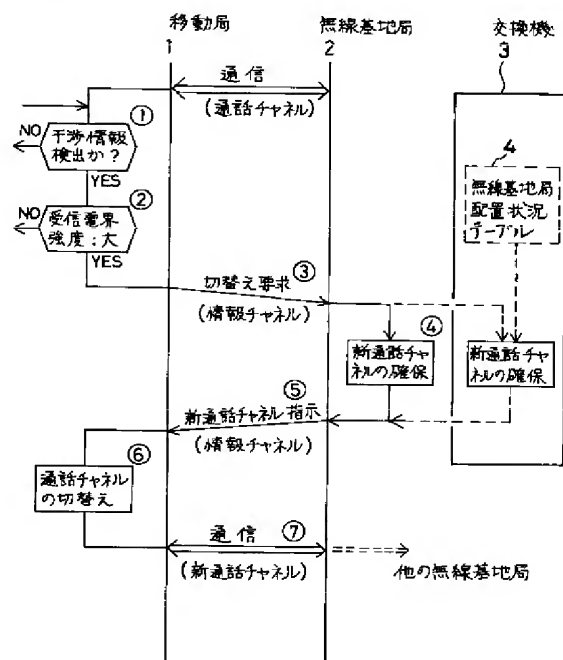 移動局
1
無線基地局
2
交換機
3
通信
(通話チャネル)
①
NO
干渉情報
検出か?
YES
②
NO
受信電界
強度:大
YES
4
無線基地局
配置状況
テーブル
切替え要求 ③
(情報チャネル)
④
新通話チャ
ネルの確保
新通話チャ
ネルの確保
⑤
新通話チャネル指示
(情報チャネル)
⑥
通話チャネル
の切替え
通信 ⑦
(新通話チャネル)
他の無線基地局